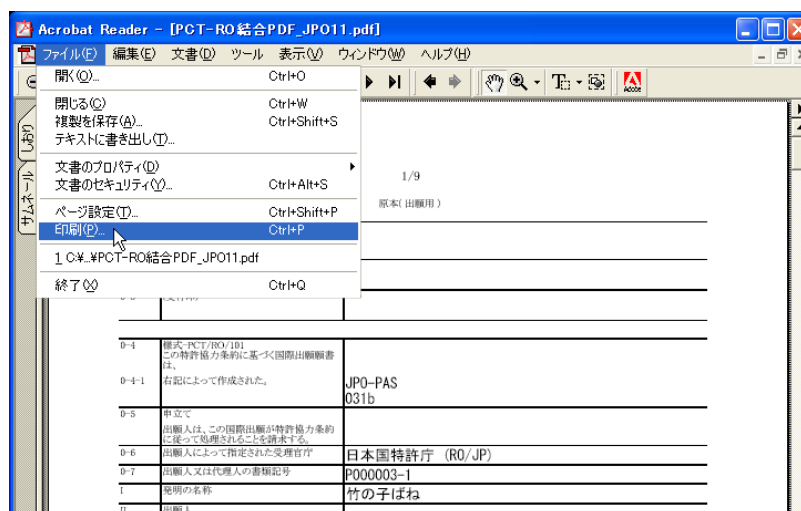 Acrobat Reader - [PCT-RO結合PDF_JPO11.pdf]
ファイル(F) 編集(E) 文書(D) ツール 表示(V) ウィンドウ(W) ヘルプ(H)
開く(O)... Ctrl+O
閉じる(C) Ctrl+W
複製を保存(A)... Ctrl+Shift+S
テキストに書き出し(T)...
文書のプロパティ(D)
文書のセキュリティ(Y)... Ctrl+Alt+S
ページ設定(T)... Ctrl+Shift+P
印刷(P)... Ctrl+P
1 C:¥...¥PCT-RO結合PDF_JPO11.pdf
終了(X) Ctrl+Q
Adobe
しおり
サムネール
1/9
原本(出願用)
0-4 様式-PCT/RO/101
この特許協力条約に基づく国際出願願書
は、
0-4-1 右記によって作成された。 JPO-PAS
031b
0-5 申立て
出願人は、この国際出願が特許協力条約
に従って処理されることを請求する。
0-6 出願人によって指定された受理官庁 日本国特許庁 (RO/JP)
0-7 出願人又は代理人の書類記号 P000003-1
I 発明の名称 竹の子ばね
II 出願人